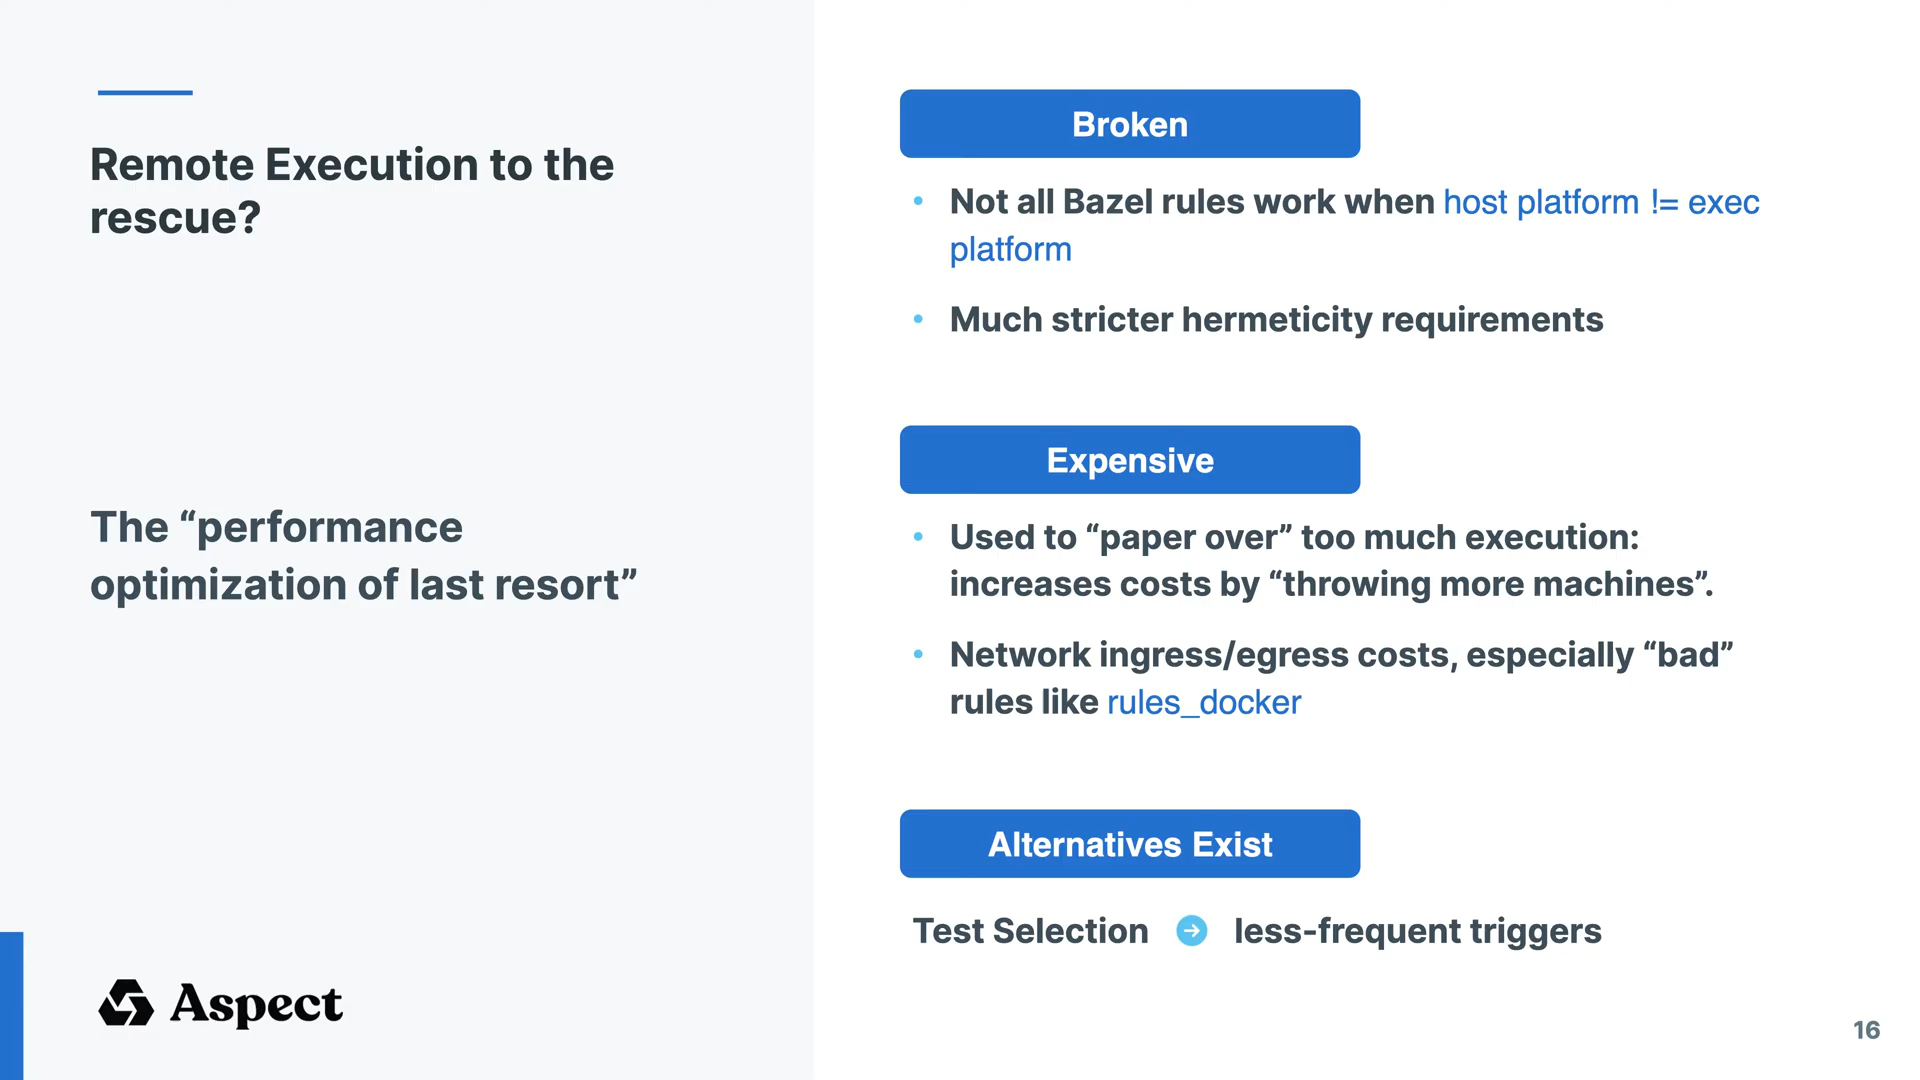 Remote Execution to the
rescue?
The “performance
optimization of last resort”
Aspect
Broken
• Not all Bazel rules work when host platform != exec
platform
• Much stricter hermeticity requirements
Expensive
• Used to “paper over” too much execution:
increases costs by “throwing more machines”.
• Network ingress/egress costs, especially “bad”
rules like rules_docker
Alternatives Exist
Test Selection → less-frequent triggers
16